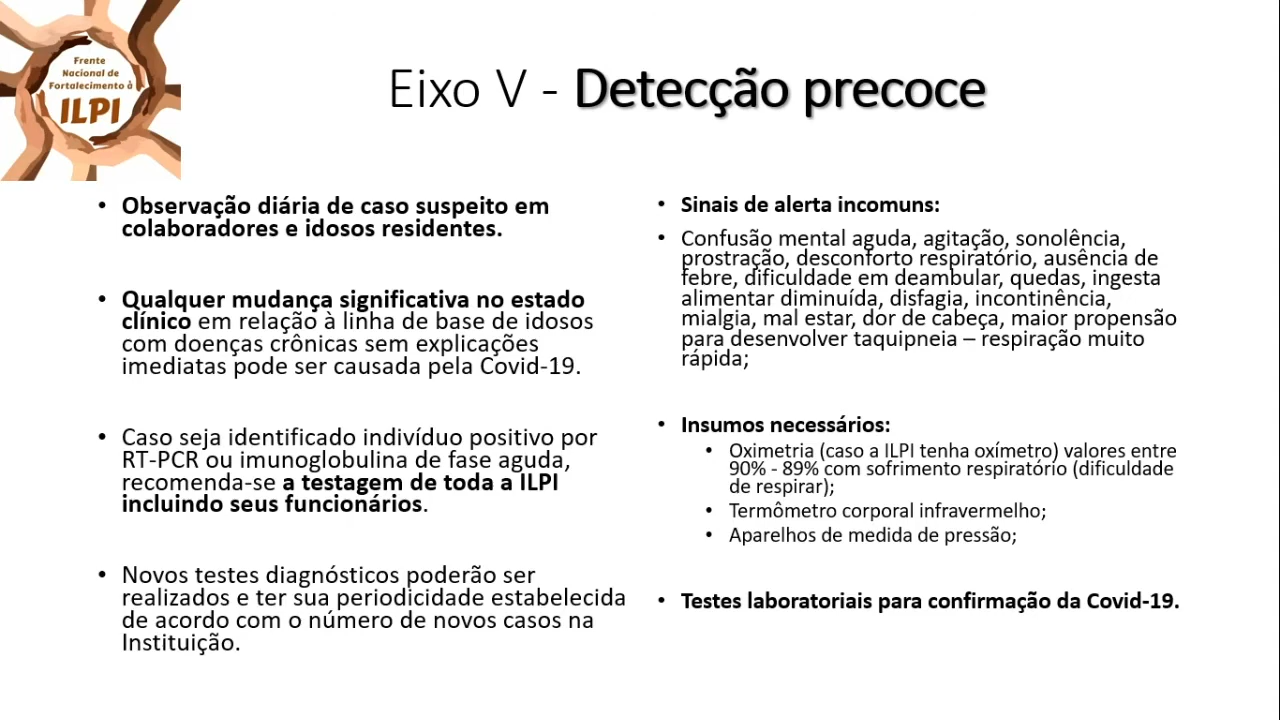 Frente
Nacional de
Fortalecimento à
ILPI
Eixo V - Detecção precoce
• Observação diária de caso suspeito em
colaboradores e idosos residentes.
• Qualquer mudança significativa no estado
clínico em relação à linha de base de idosos
com doenças crônicas sem explicações
imediatas pode ser causada pela Covid-19.
• Caso seja identificado indivíduo positivo por
RT-PCR ou imunoglobulina de fase aguda,
recomenda-se a testagem de toda a ILPI
incluindo seus funcionários.
• Novos testes diagnósticos poderão ser
realizados e ter sua periodicidade estabelecida
de acordo com o número de novos casos na
Instituição.
• Sinais de alerta incomuns:
• Confusão mental aguda, agitação, sonolência,
prostração, desconforto respiratório, ausência de
febre, dificuldade em deambular, quedas, ingesta
alimentar diminuída, disfagia, incontinência,
mialgia, mal estar, dor de cabeça, maior propensão
para desenvolver taquipneia – respiração muito
rápida;
• Insumos necessários:
• Oximetria (caso a ILPI tenha oxímetro) valores entre
90% - 89% com sofrimento respiratório (dificuldade
de respirar);
• Termômetro corporal infravermelho;
• Aparelhos de medida de pressão;
• Testes laboratoriais para confirmação da Covid-19.